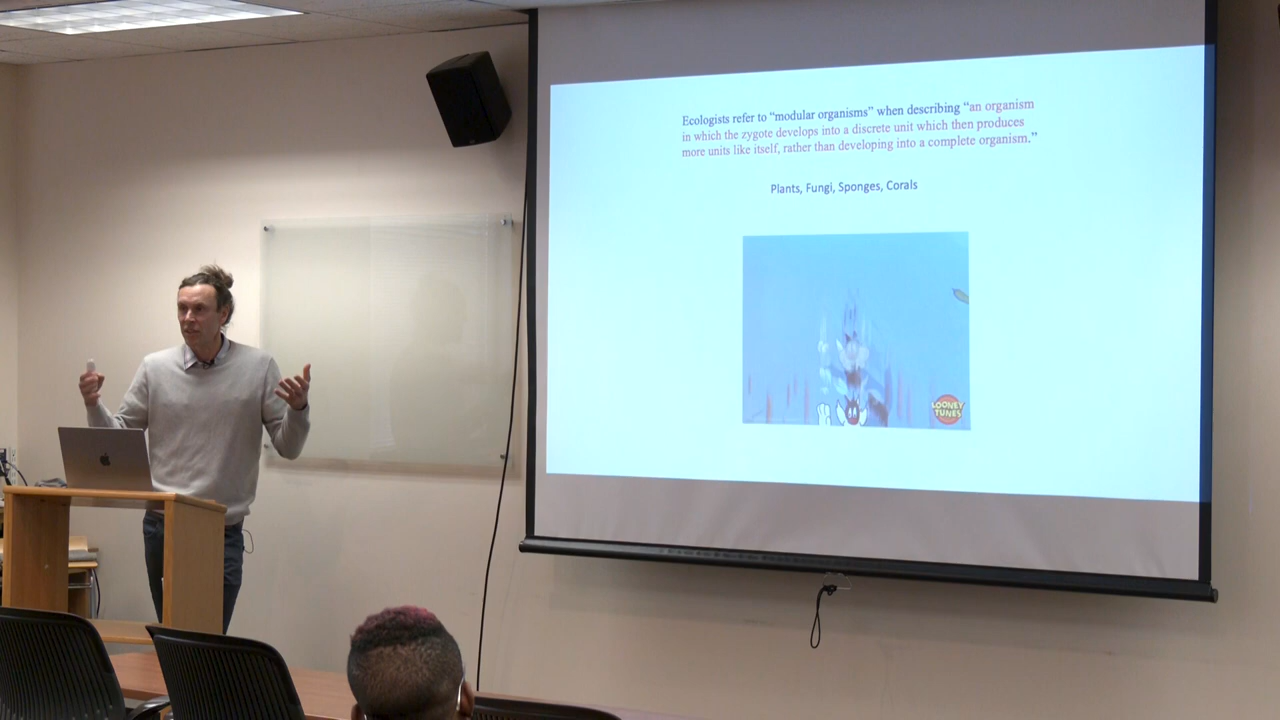 Ecologists refer to “modular organisms” when describing “an organism
in which the zygote develops into a discrete unit which then produces
more units like itself, rather than developing into a complete organism.”
Plants, Fungi, Sponges, Corals
LOONEY
TUNES